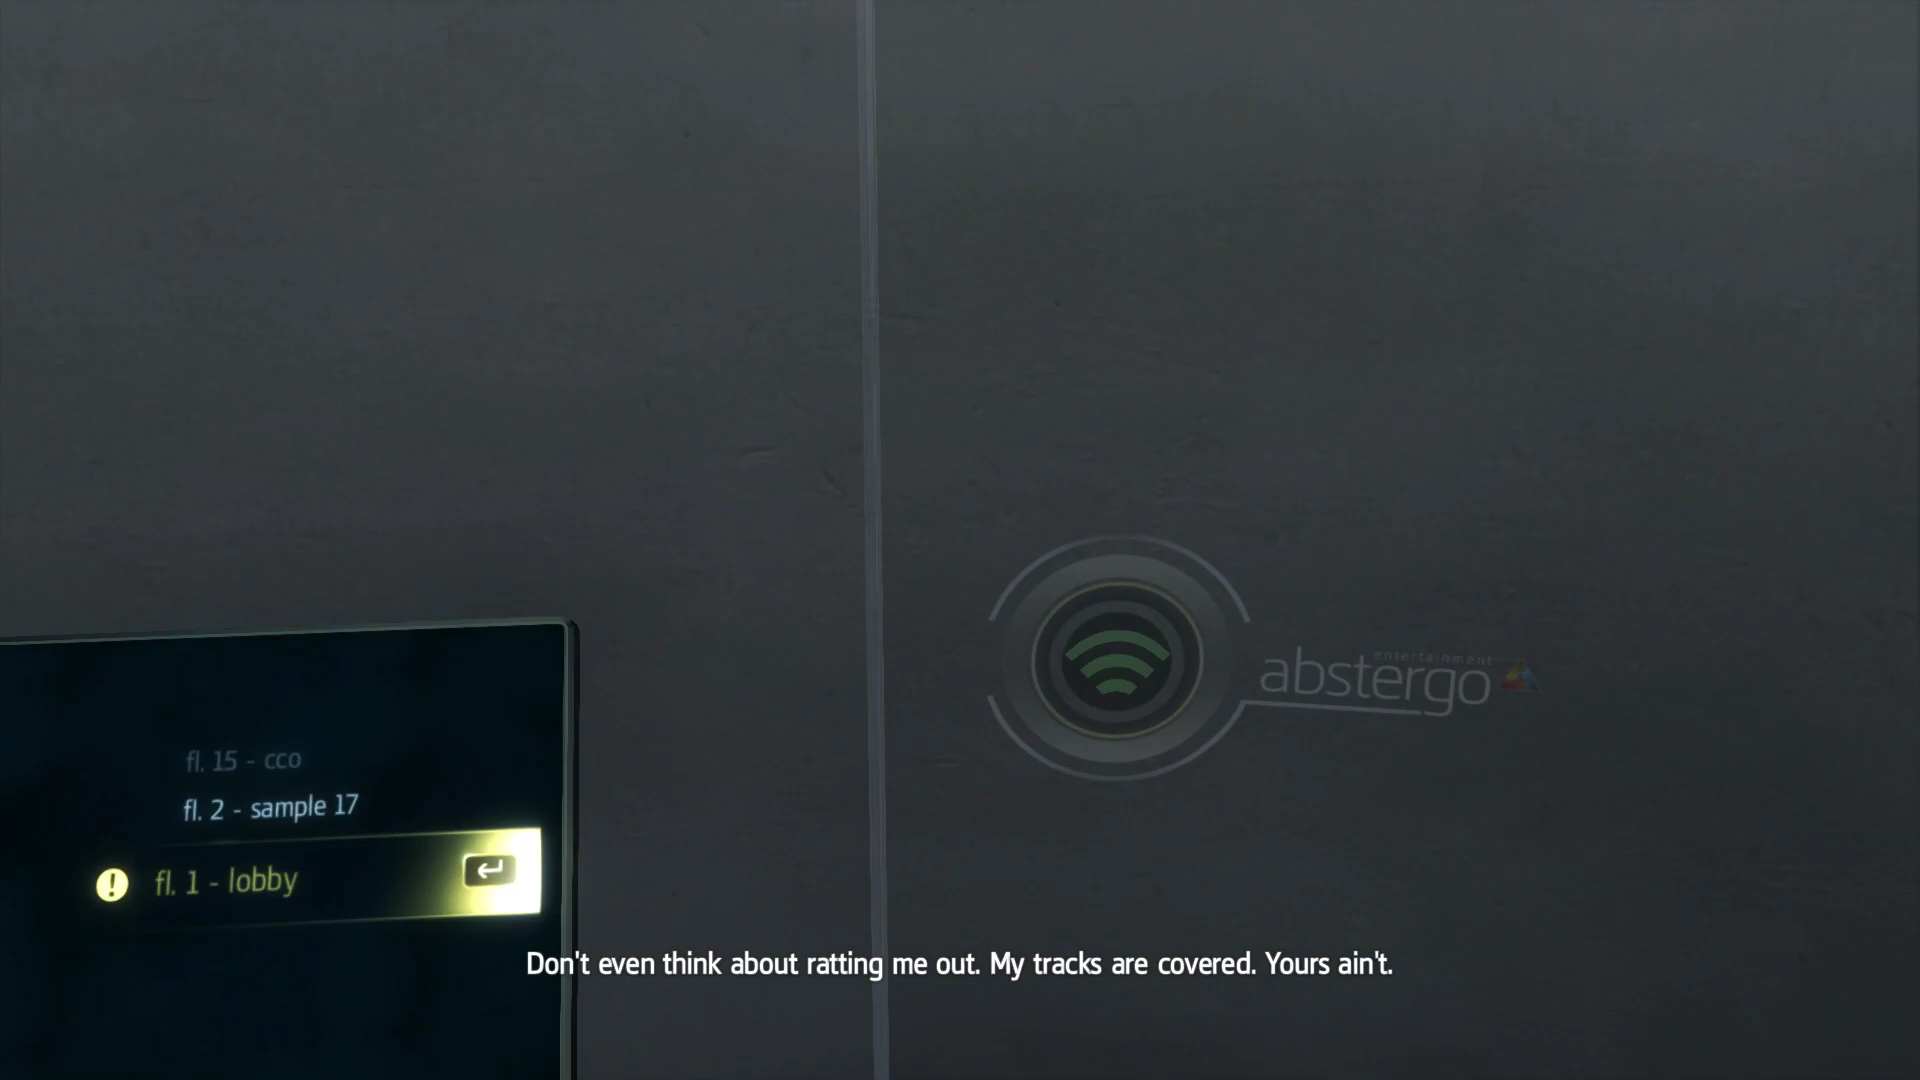 entertainment
abstergo
fl. 15 - cco
fl. 2 - sample 17
! fl. 1 - lobby
Don't even think about ratting me out. My tracks are covered. Yours ain't.